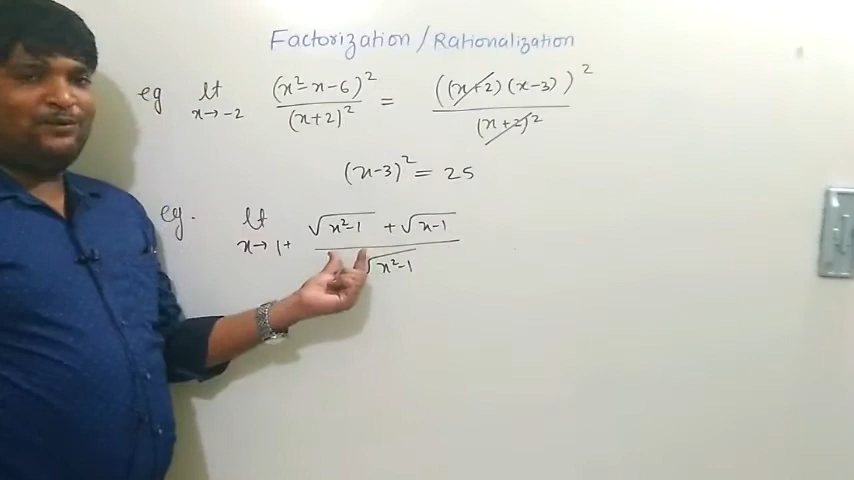 Factorization / Rationalization
eg lt x→-2 (x²-x-6)² / (x+2)² = ((x+2)(x-3))² / (x+2)²
(x-3)² = 25
eg. lt x→1+ √x²-1 + √x-1 / √x²-1